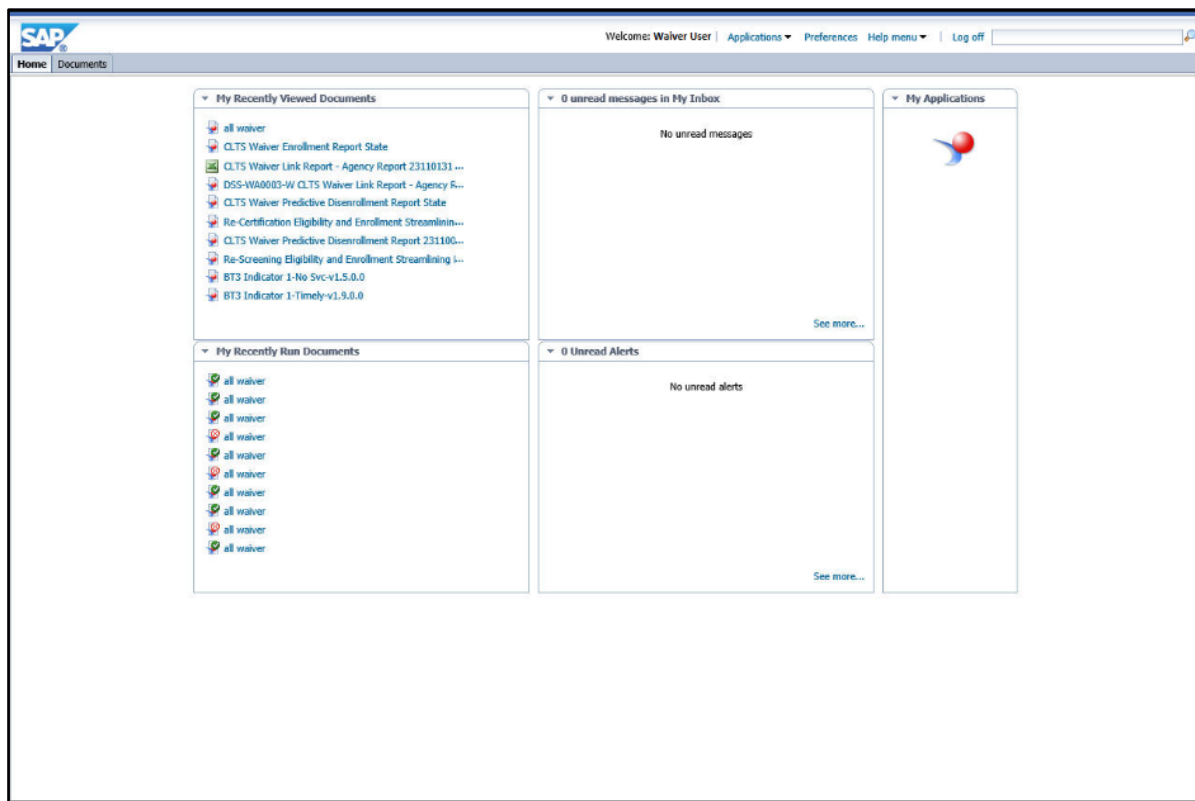 SAP
®
Welcome: Waiver User | Applications Preferences Help menu | Log off
Home Documents
My Recently Viewed Documents
all waiver
CLTS Waiver Enrollment Report State
CLTS Waiver Link Report - Agency Report 23110131 ...
DSS-WA0003-W CLTS Waiver Link Report - Agency R...
CLTS Waiver Predictive Disenrollment Report State
Re-Certification Eligibility and Enrollment Streamlinin...
CLTS Waiver Predictive Disenrollment Report 231100...
Re-Screening Eligibility and Enrollment Streamlining i...
BT3 Indicator 1-No Svc-v1.5.0.0
BT3 Indicator 1-Timely-v1.9.0.0
0 unread messages in My Inbox
No unread messages
See more...
My Applications
My Recently Run Documents
all waiver
all waiver
all waiver
all waiver
all waiver
all waiver
all waiver
all waiver
all waiver
all waiver
0 Unread Alerts
No unread alerts
See more...